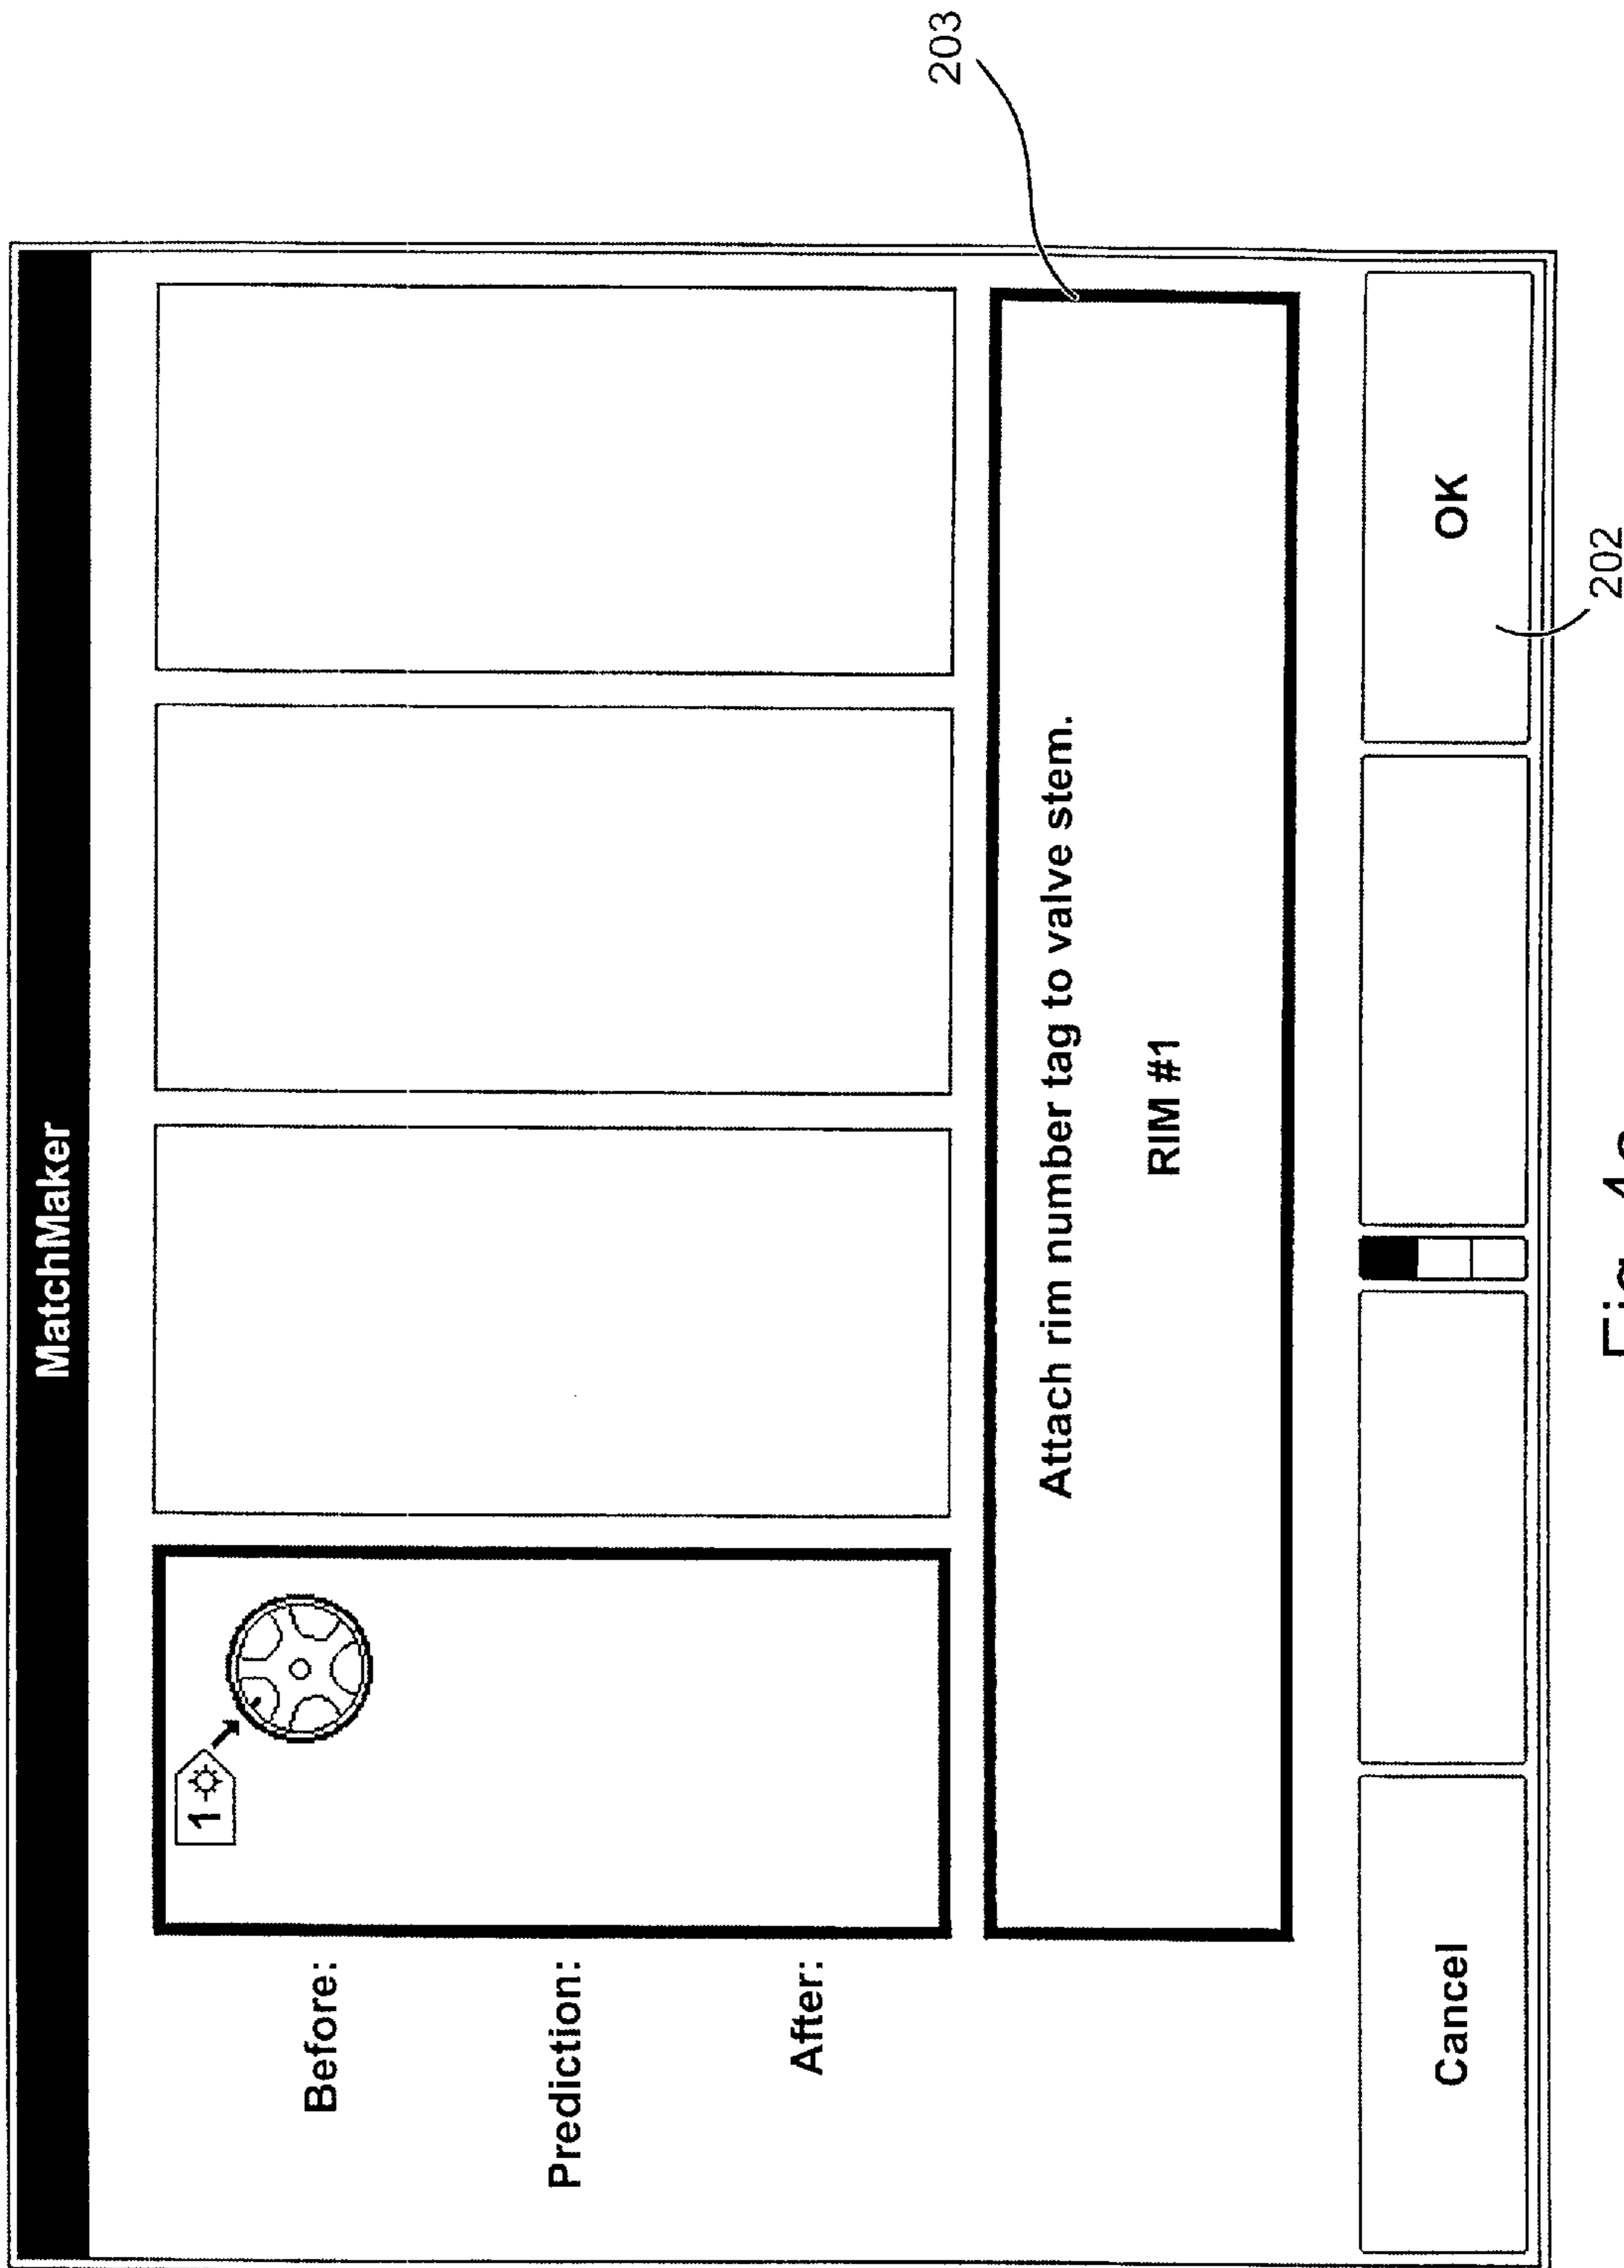 MatchMaker
203
1
Before:
Prediction:
After:
Attach rim number tag to valve stem.
RIM #1
Cancel
OK
202